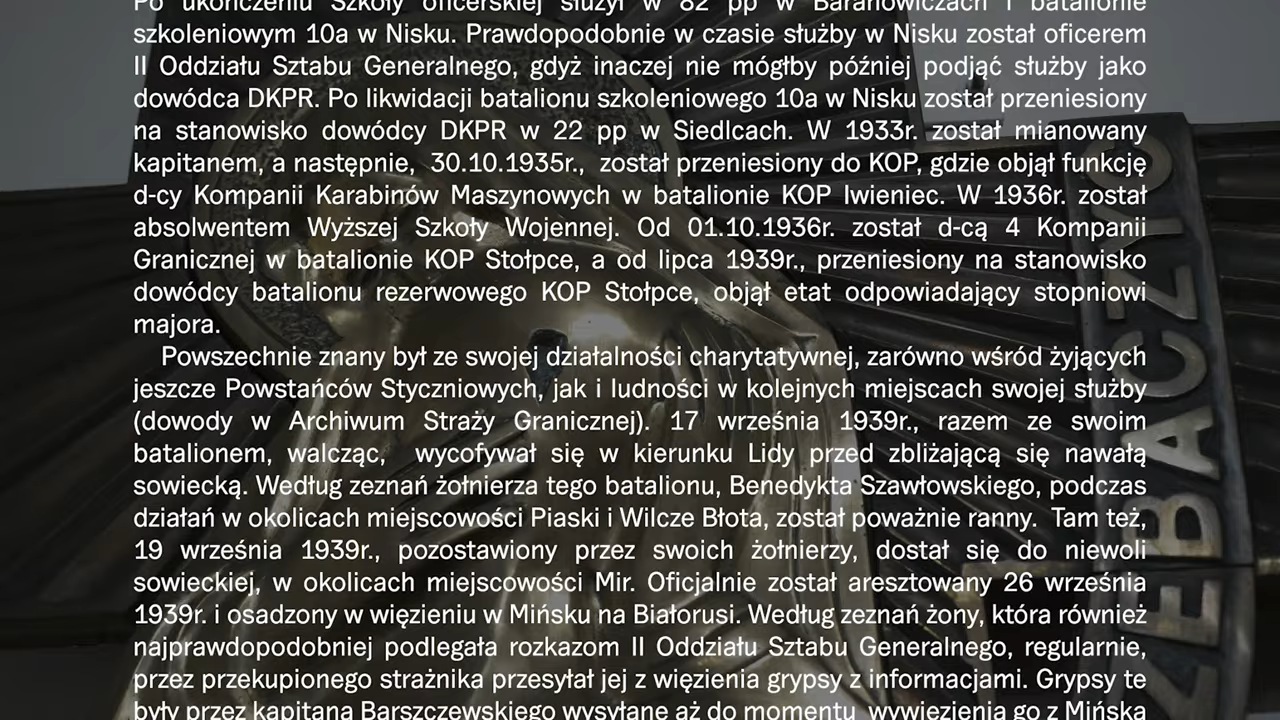 Po ukończeniu Szkoły oficerskiej służył w 82 pp w Baranowiczach i batalionie
szkoleniowym 10a w Nisku. Prawdopodobnie w czasie służby w Nisku został oficerem
II Oddziału Sztabu Generalnego, gdyż inaczej nie mógłby później podjąć służby jako
dowódca DKPR. Po likwidacji batalionu szkoleniowego 10a w Nisku został przeniesiony
na stanowisko dowódcy DKPR w 22 pp w Siedlcach. W 1933r. został mianowany
kapitanem, a następnie, 30.10.1935r., został przeniesiony do KOP, gdzie objął funkcję
d-cy Kompanii Karabinów Maszynowych w batalionie KOP Iwieniec. W 1936r. został
absolwentem Wyższej Szkoły Wojennej. Od 01.10.1936r. został d-cą 4 Kompanii
Granicznej w batalionie KOP Stołpce, a od lipca 1939r., przeniesiony na stanowisko
dowódcy batalionu rezerwowego KOP Stołpce, objął etat odpowiadający stopniowi
majora.
Powszechnie znany był ze swojej działalności charytatywnej, zarówno wśród żyjących
jeszcze Powstańców Styczniowych, jak i ludności w kolejnych miejscach swojej służby
(dowody w Archiwum Straży Granicznej). 17 września 1939r., razem ze swoim
batalionem, walcząc, wycofywał się w kierunku Lidy przed zbliżającą się nawałą
sowiecką. Według zeznań żołnierza tego batalionu, Benedykta Szawłowskiego, podczas
działań w okolicach miejscowości Piaski i Wilcze Błota, został poważnie ranny. Tam też,
19 września 1939r., pozostawiony przez swoich żołnierzy, dostał się do niewoli
sowieckiej, w okolicach miejscowości Mir. Oficjalnie został aresztowany 26 września
1939r. i osadzony w więzieniu w Mińsku na Białorusi. Według zeznań żony, która również
najprawdopodobniej podlegała rozkazom II Oddziału Sztabu Generalnego, regularnie,
przez przekupionego strażnika przesyłał jej z więzienia grypsy z informacjami. Grypsy te
były przez kapitana Barszczewskiego wysyłane aż do momentu wywiezienia go z Mińska
ZEBACZYĆ